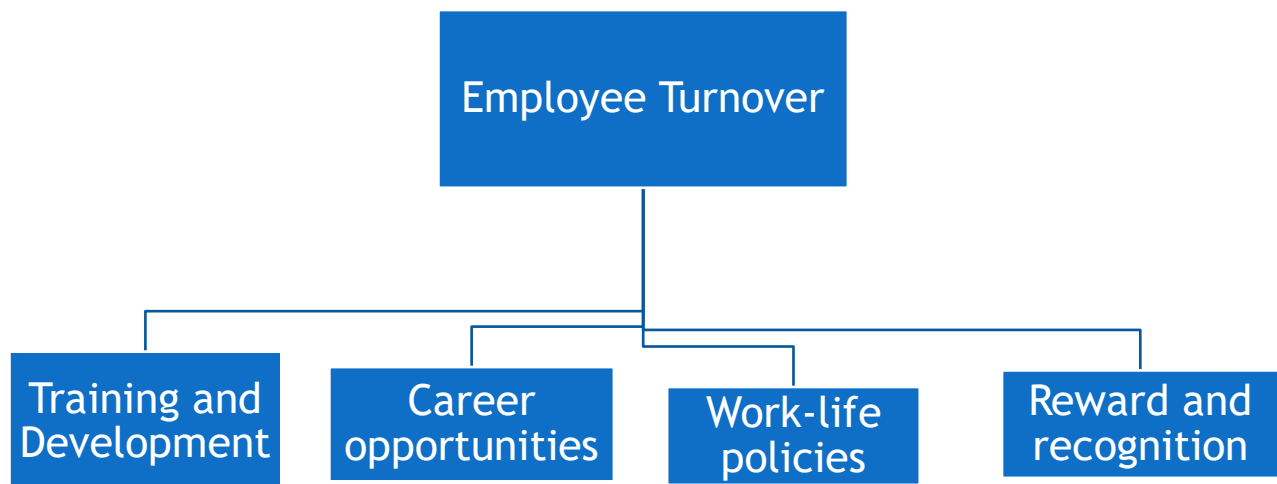 Employee Turnover
Training and
Development
Career
opportunities
Work-life
policies
Reward and
recognition